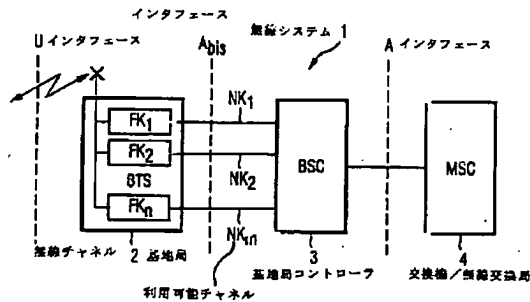 インタフェース
無線システム 1
U インタフェース
Abis
A インタフェース
FK1
NK1
FK2
BTS
NK2
BSC
MSC
FKn
NKm
無線チャネル
2 基地局
3
基地局コントローラ
4
交換機/無線交換局
利用可能チャネル